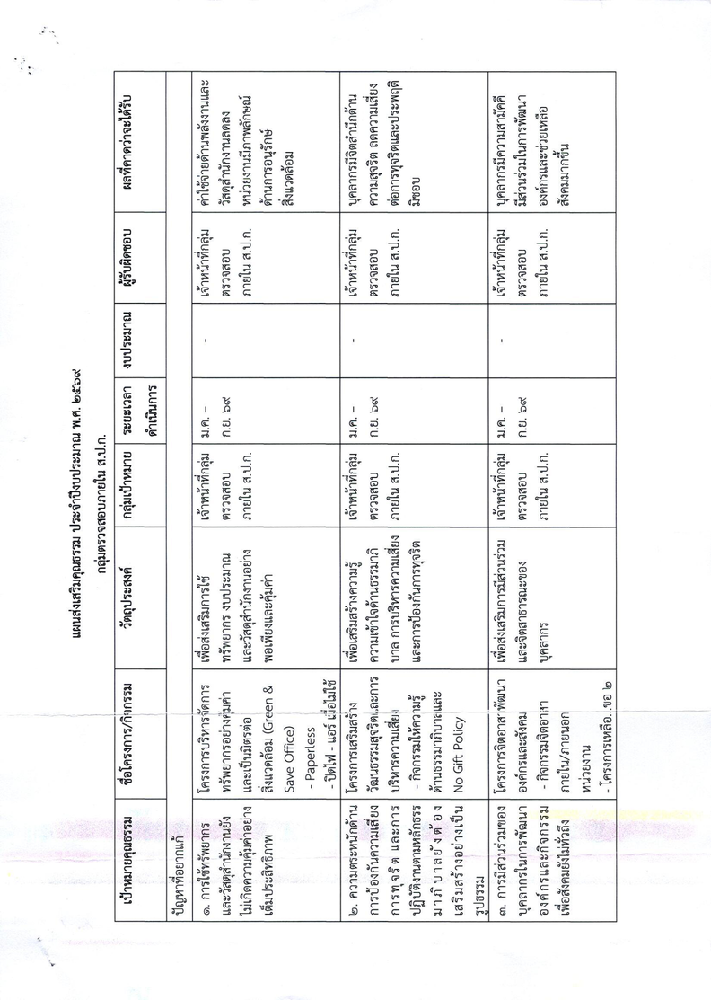 แผนส่งเสริมคุณธรรม ประจำปีงบประมาณ พ.ศ. ๒๕๖๙
กลุ่มตรวจสอบภายใน ส.ป.ก.
เป้าหมายคุณธรรม
ชื่อโครงการ/กิจกรรม
วัตถุประสงค์
กลุ่มเป้าหมาย
ระยะเวลา
ดำเนินการ
งบประมาณ
ผู้รับผิดชอบ
ผลที่คาดว่าจะได้รับ
ปัญหาที่อยากแก้
๑. การใช้ทรัพยากร
และวัสดุสำนักงานยัง
ไม่เกิดความคุ้มค่าอย่าง
เต็มประสิทธิภาพ
โครงการบริหารจัดการ
ทรัพยากรอย่างคุ้มค่า
และเป็นมิตรต่อ
สิ่งแวดล้อม (Green &
Save Office)
- Paperless
- ปิดไฟ - แอร์ เมื่อไม่ใช้
เพื่อส่งเสริมการใช้
ทรัพยากร งบประมาณ
และวัสดุสำนักงานอย่าง
พอเพียงและคุ้มค่า
เจ้าหน้าที่กลุ่ม
ตรวจสอบ
ภายใน ส.ป.ก.
ม.ค. –
ก.ย. ๖๙
-
เจ้าหน้าที่กลุ่ม
ตรวจสอบ
ภายใน ส.ป.ก.
ค่าใช้จ่ายด้านพลังงานและ
วัสดุสำนักงานลดลง
หน่วยงานมีภาพลักษณ์
ด้านการอนุรักษ์
สิ่งแวดล้อม
๒. ความตระหนักด้าน
การป้องกันความเสี่ยง
การทุจริต และการ
ปฏิบัติงานตามหลักธรร
มาภิบาลยังต้อง
เสริมสร้างอย่างเป็น
รูปธรรม
โครงการเสริมสร้าง
วัฒนธรรมสุจริตและการ
บริหารความเสี่ยง
- กิจกรรมให้ความรู้
ด้านธรรมาภิบาลและ
No Gift Policy
เพื่อเสริมสร้างความรู้
ความเข้าใจด้านธรรมาภิ
บาล การบริหารความเสี่ยง
และการป้องกันการทุจริต
เจ้าหน้าที่กลุ่ม
ตรวจสอบ
ภายใน ส.ป.ก.
ม.ค. –
ก.ย. ๖๙
-
เจ้าหน้าที่กลุ่ม
ตรวจสอบ
ภายใน ส.ป.ก.
บุคลากรมีจิตสำนึกด้าน
ความสุจริต ลดความเสี่ยง
ต่อการทุจริตและประพฤติ
มิชอบ
๓. การมีส่วนร่วมของ
บุคลากรในการพัฒนา
องค์กรและกิจกรรม
เพื่อสังคมยังไม่ทั่วถึง
โครงการจิตอาสาพัฒนา
องค์กรและสังคม
- กิจกรรมจิตอาสา
ภายใน/ภายนอก
หน่วยงาน
- โครงการเหลือ...ขอ ๒
เพื่อส่งเสริมการมีส่วนร่วม
และจิตสาธารณะของ
บุคลากร
เจ้าหน้าที่กลุ่ม
ตรวจสอบ
ภายใน ส.ป.ก.
ม.ค. –
ก.ย. ๖๙
-
เจ้าหน้าที่กลุ่ม
ตรวจสอบ
ภายใน ส.ป.ก.
บุคลากรมีความสามัคคี
มีส่วนร่วมในการพัฒนา
องค์กรและช่วยเหลือ
สังคมมากขึ้น